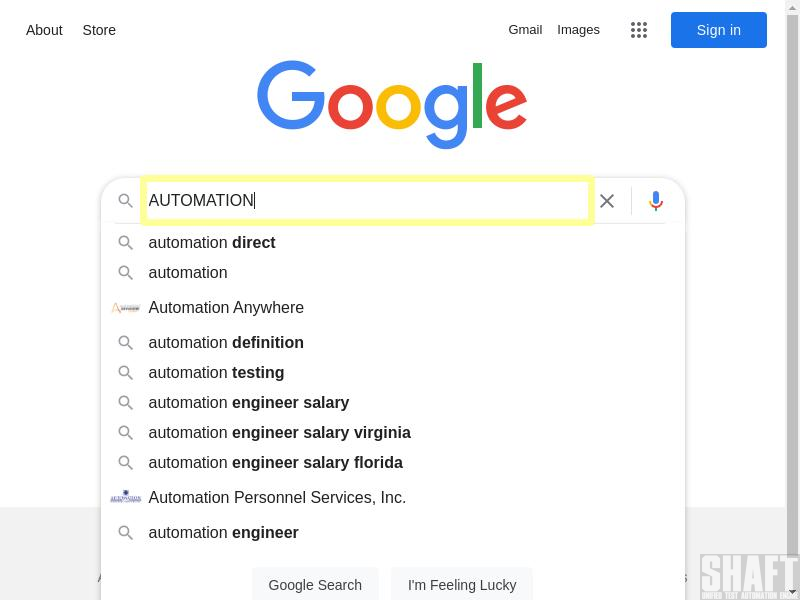 About Store Gmail Images Sign in
Google
AUTOMATION
automation direct
automation
Automation Anywhere
automation definition
automation testing
automation engineer salary
automation engineer salary virginia
automation engineer salary florida
Automation Personnel Services, Inc.
automation engineer
Google Search I'm Feeling Lucky
SHAFT